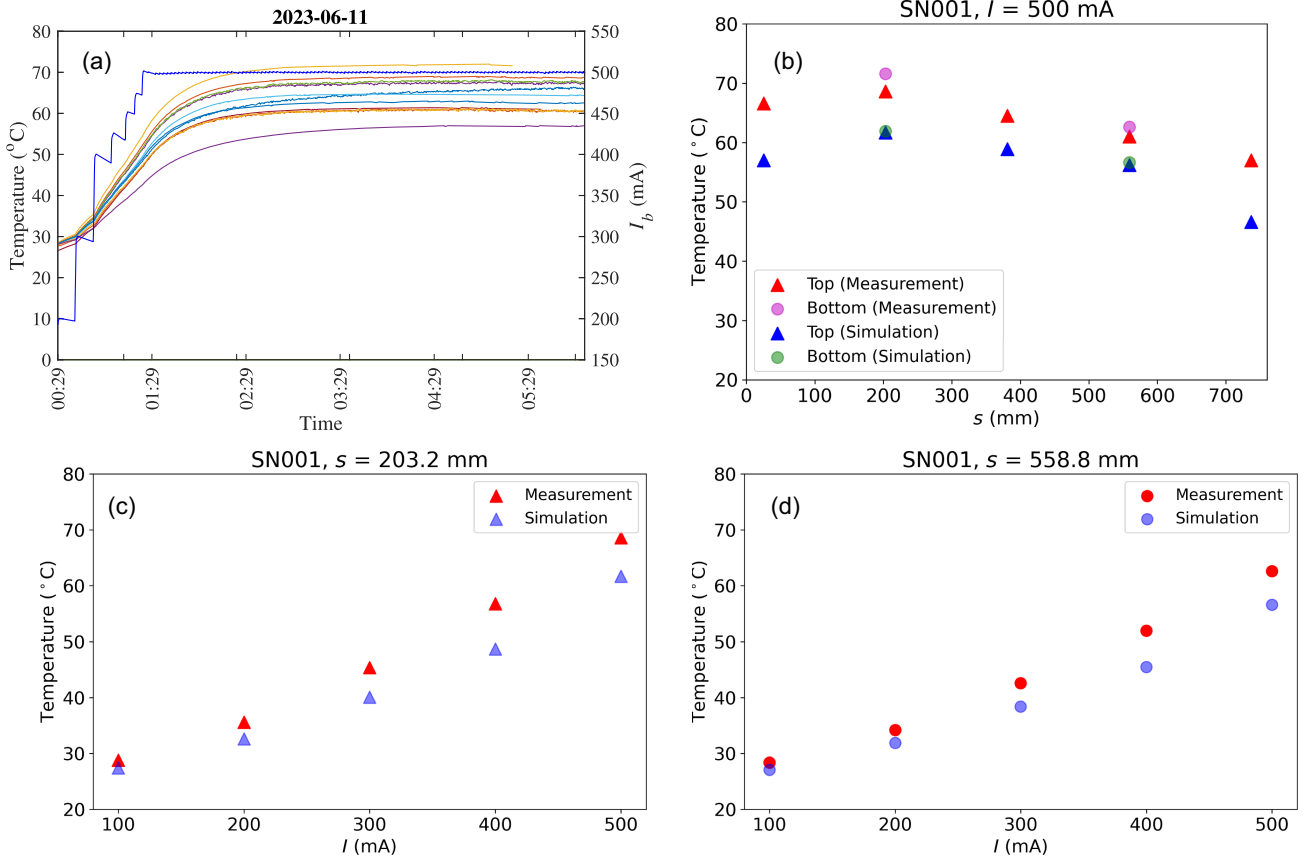 2023-06-11
(a)
80
70
60
50
40
30
20
10
0
Temperature (°C)
550
500
450
400
350
300
250
200
150
I_b (mA)
00:29
01:29
02:29
03:29
04:29
05:29
Time
SN001, I = 500 mA
(b)
80
70
60
50
40
30
20
Temperature (°C)
Top (Measurement)
Bottom (Measurement)
Top (Simulation)
Bottom (Simulation)
0 100 200 300 400 500 600 700
s (mm)
SN001, s = 203.2 mm
(c)
80
70
60
50
40
30
20
Temperature (°C)
Measurement
Simulation
100 200 300 400 500
I (mA)
SN001, s = 558.8 mm
(d)
80
70
60
50
40
30
20
Temperature (°C)
Measurement
Simulation
100 200 300 400 500
I (mA)